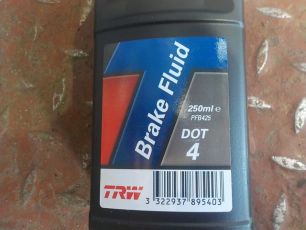 Brake Fluid
250ml e
PFB425
DOT
4
TRW
3 322937 895403